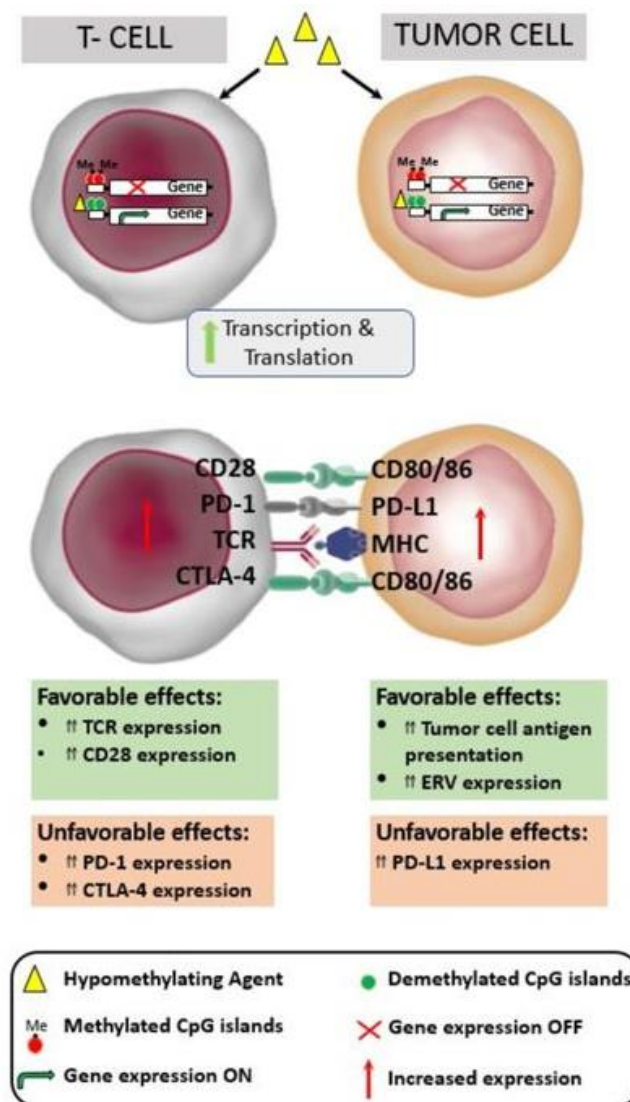 T- CELL
TUMOR CELL
Me Me
Gene
Gene
Me Me
Gene
Gene
Transcription &
Translation
CD28
CD80/86
PD-1
PD-L1
TCR
MHC
CTLA-4
CD80/86
Favorable effects:
• ⇈ TCR expression
• ⇈ CD28 expression
Favorable effects:
• ⇈ Tumor cell antigen
presentation
• ⇈ ERV expression
Unfavorable effects:
• ⇈ PD-1 expression
• ⇈ CTLA-4 expression
Unfavorable effects:
⇈ PD-L1 expression
Hypomethylating Agent
Demethylated CpG islands
Me
Methylated CpG islands
Gene expression OFF
Gene expression ON
Increased expression